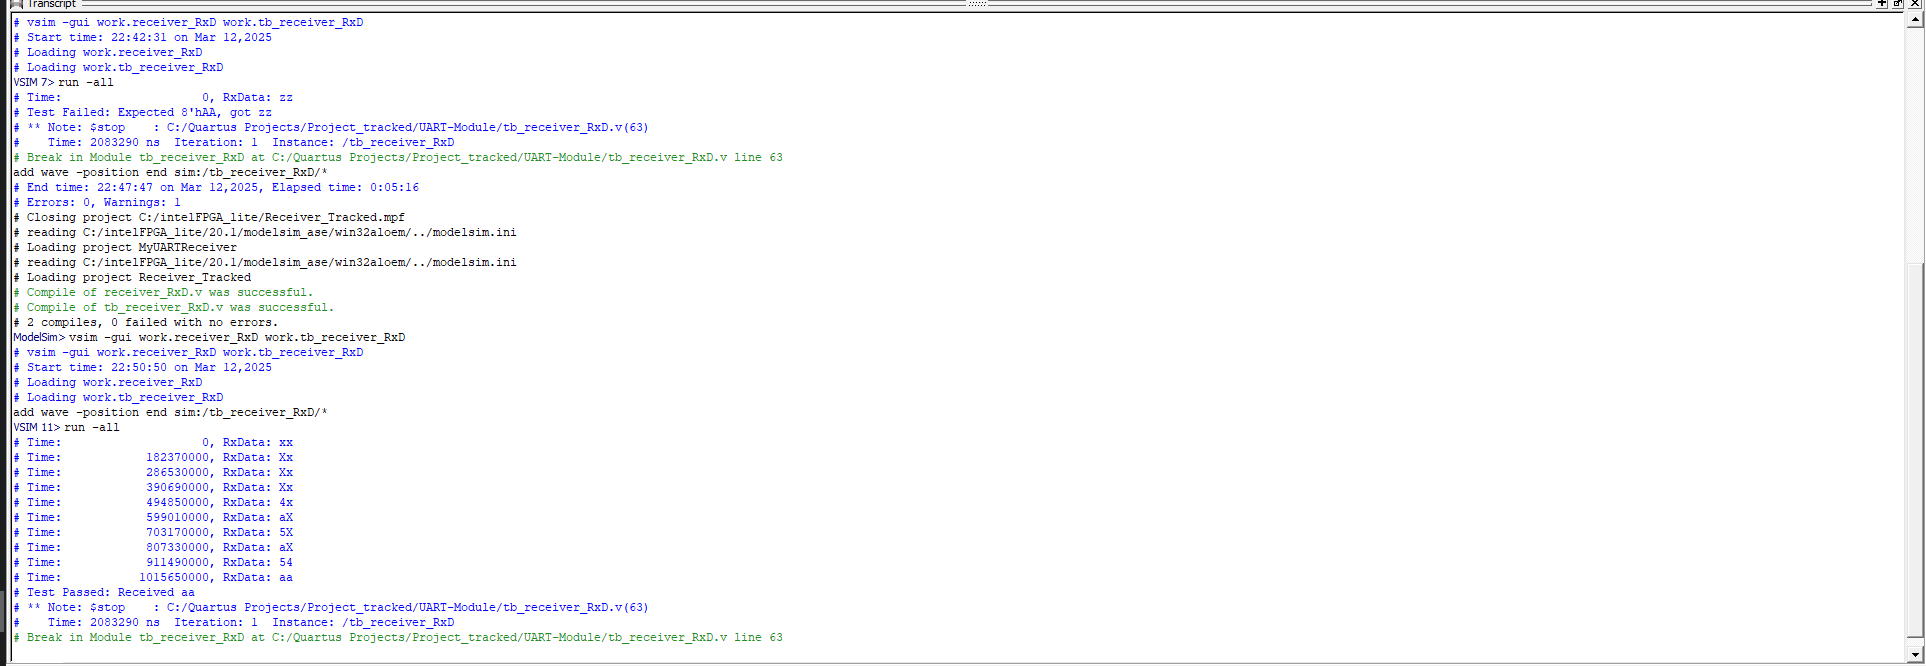 Transcript
# vsim -gui work.receiver_RxD work.tb_receiver_RxD
# Start time: 22:42:31 on Mar 12,2025
# Loading work.receiver_RxD
# Loading work.tb_receiver_RxD
VSIM 7> run -all
# Time:                    0, RxData: zz
# Test Failed: Expected 8'hAA, got zz
# ** Note: $stop    : C:/Quartus Projects/Project_tracked/UART-Module/tb_receiver_RxD.v(63)
#    Time: 2083290 ns  Iteration: 1  Instance: /tb_receiver_RxD
# Break in Module tb_receiver_RxD at C:/Quartus Projects/Project_tracked/UART-Module/tb_receiver_RxD.v line 63
add wave -position end sim:/tb_receiver_RxD/*
# End time: 22:47:47 on Mar 12,2025, Elapsed time: 0:05:16
# Errors: 0, Warnings: 1
# Closing project C:/intelFPGA_lite/Receiver_Tracked.mpf
# reading C:/intelFPGA_lite/20.1/modelsim_ase/win32aloem/../modelsim.ini
# Loading project MyUARTReceiver
# reading C:/intelFPGA_lite/20.1/modelsim_ase/win32aloem/../modelsim.ini
# Loading project Receiver_Tracked
# Compile of receiver_RxD.v was successful.
# Compile of tb_receiver_RxD.v was successful.
# 2 compiles, 0 failed with no errors.
ModelSim> vsim -gui work.receiver_RxD work.tb_receiver_RxD
# vsim -gui work.receiver_RxD work.tb_receiver_RxD
# Start time: 22:50:50 on Mar 12,2025
# Loading work.receiver_RxD
# Loading work.tb_receiver_RxD
add wave -position end sim:/tb_receiver_RxD/*
VSIM 11> run -all
# Time:                    0, RxData: xx
# Time:            182370000, RxData: Xx
# Time:            286530000, RxData: Xx
# Time:            390690000, RxData: Xx
# Time:            494850000, RxData: 4x
# Time:            599010000, RxData: aX
# Time:            703170000, RxData: 5X
# Time:            807330000, RxData: aX
# Time:            911490000, RxData: 54
# Time:           1015650000, RxData: aa
# Test Passed: Received aa
# ** Note: $stop    : C:/Quartus Projects/Project_tracked/UART-Module/tb_receiver_RxD.v(63)
#    Time: 2083290 ns  Iteration: 1  Instance: /tb_receiver_RxD
# Break in Module tb_receiver_RxD at C:/Quartus Projects/Project_tracked/UART-Module/tb_receiver_RxD.v line 63